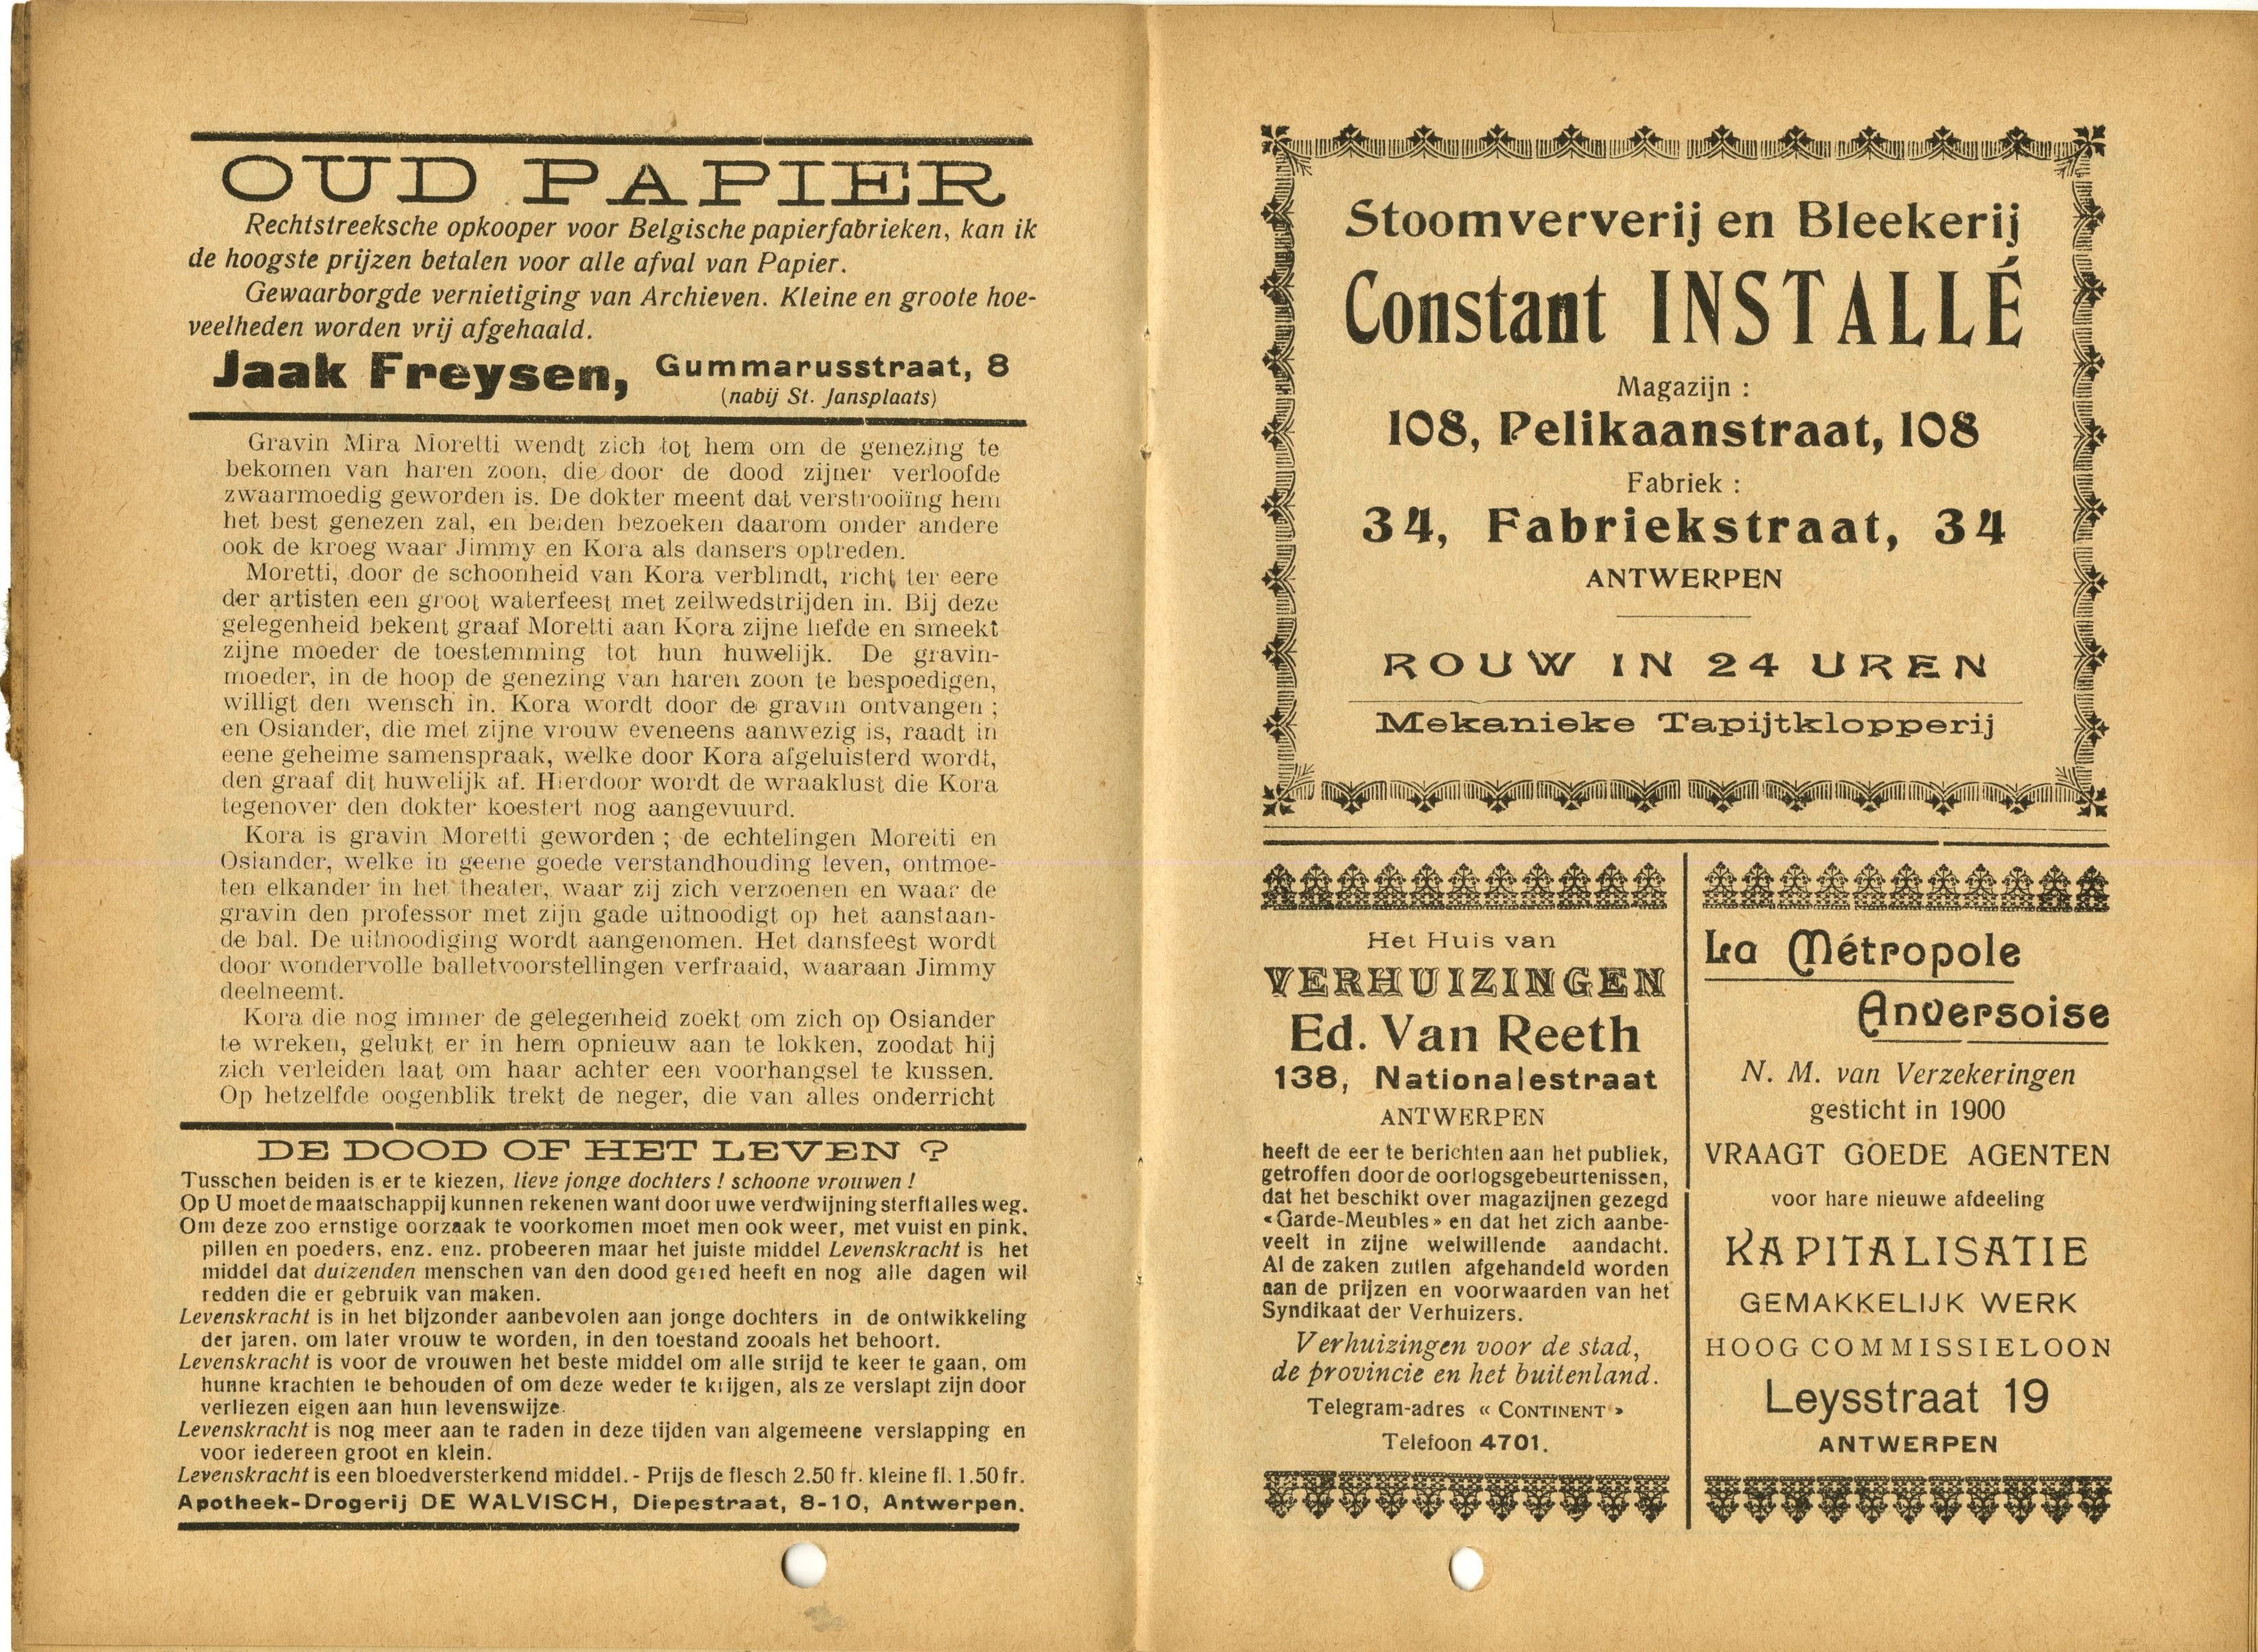 OUD PAPIER
Rechtstreeksche opkooper voor Belgische papierfabrieken, kan ik
de hoogste prijzen betalen voor alle afval van Papier.
Gewaarborgde vernietiging van Archieven. Kleine en groote hoe-
veelheden worden vrij afgehaald.
Jaak Freysen, Gummarusstraat, 8
(nabij St. Jansplaats)
Gravin Mira Moretti wendt zich tot hem om de genezing te
bekomen van haren zoon, die door de dood zijner verloofde
zwaarmoedig geworden is. De dokter meent dat verstrooiïng hem
het best genezen zal, en beiden bezoeken daarom onder andere
ook de kroeg waar Jimmy en Kora als dansers optreden.
Moretti, door de schoonheid van Kora verblindt, richt ter eere
der artisten een groot waterfeest met zeilwedstrijden in. Bij deze
gelegenheid bekent graaf Moretti aan Kora zijne liefde en smeekt
zijne moeder de toestemming tot hun huwelijk. De gravin-
moeder, in de hoop de genezing van haren zoon te bespoedigen,
willigt den wensch in. Kora wordt door de gravin ontvangen ;
en Osiander, die met zijne vrouw eveneens aanwezig is, raadt in
eene geheime samenspraak, welke door Kora afgeluisterd wordt,
den graaf dit huwelijk af. Hierdoor wordt de wraaklust die Kora
tegenover den dokter koestert nog aangevuurd.
Kora is gravin Moretti geworden ; de echtelingen Moretti en
Osiander, welke in geene goede verstandhouding leven, ontmoe-
ten elkander in het theater, waar zij zich verzoenen en waar de
gravin den professor met zijn gade uitnoodigt op het aanstaan-
de bal. De uitnoodiging wordt aangenomen. Het dansfeest wordt
door wondervolle balletvoorstellingen verfraaid, waaraan Jimmy
deelneemt.
Kora die nog immer de gelegenheid zoekt om zich op Osiander
te wreken, gelukt er in hem opnieuw aan te lokken, zoodat hij
zich verleiden laat om haar achter een voorhangsel te kussen.
Op hetzelfde oogenblik trekt de neger, die van alles onderricht
DE DOOD OF HET LEVEN ?
Tusschen beiden is er te kiezen, lieve jonge dochters ! schoone vrouwen !
Op U moet de maatschappij kunnen rekenen want door uwe verdwijning sterft alles weg.
Om deze zoo ernstige oorzaak te voorkomen moet men ook weer, met vuist en pink,
pillen en poeders, enz. enz. probeeren maar het juiste middel Levenskracht is het
middel dat duizenden menschen van den dood gered heeft en nog alle dagen wil
redden die er gebruik van maken.
Levenskracht is in het bijzonder aanbevolen aan jonge dochters in de ontwikkeling
der jaren, om later vrouw te worden, in den toestand zooals het behoort.
Levenskracht is voor de vrouwen het beste middel om alle strijd te keer te gaan, om
hunne krachten te behouden of om deze weder te krijgen, als ze verslapt zijn door
verliezen eigen aan hun levenswijze.
Levenskracht is nog meer aan te raden in deze tijden van algemeene verslapping en
voor iedereen groot en klein.
Levenskracht is een bloedversterkend middel. - Prijs de flesch 2.50 fr. kleine fl. 1.50 fr.
Apotheek-Drogerij DE WALVISCH, Diepestraat, 8-10, Antwerpen.
Stoomververij en Bleekerij
Constant INSTALLÉ
Magazijn :
108, Pelikaanstraat, 108
Fabriek :
34, Fabriekstraat, 34
ANTWERPEN
ROUW IN 24 UREN
Mekanieke Tapijtklopperij
Het Huis van
VERHUIZINGEN
Ed. Van Reeth
138, Nationalestraat
ANTWERPEN
heeft de eer te berichten aan het publiek,
getroffen door de oorlogsgebeurtenissen,
dat het beschikt over magazijnen gezegd
« Garde-Meubles » en dat het zich aanbe-
veelt in zijne welwillende aandacht.
Al de zaken zullen afgehandeld worden
aan de prijzen en voorwaarden van het
Syndikaat der Verhuizers.
Verhuizingen voor de stad,
de provincie en het buitenland.
Telegram-adres « CONTINENT »
Telefoon 4701.
La Métropole
Anversoise
N. M. van Verzekeringen
gesticht in 1900
VRAAGT GOEDE AGENTEN
voor hare nieuwe afdeeling
KAPITALISATIE
GEMAKKELIJK WERK
HOOG COMMISSIELOON
Leysstraat 19
ANTWERPEN